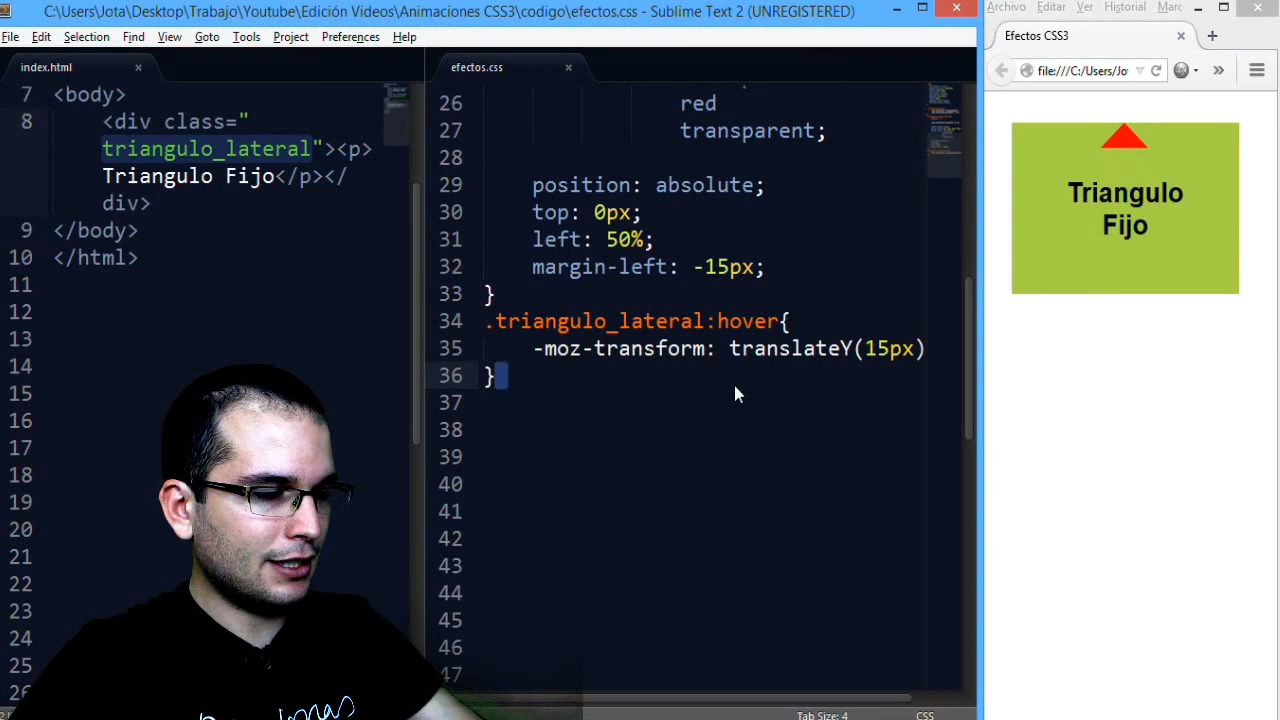 C:\Users\Jota\Desktop\Trabajo\Youtube\Edición Videos\Animaciones CSS3\codigo\efectos.css - Sublime Text 2 (UNREGISTERED)
File Edit Selection Find View Goto Tools Project Preferences Help
index.html
7 <body>
8 <div class="
triangulo_lateral"><p>
Triangulo Fijo</p></
div>
9 </body>
10 </html>
11
12
13
14
15
16
17
18
19
20
21
22
23
24
25
efectos.css
26 red
27 transparent;
28
29 position: absolute;
30 top: 0px;
31 left: 50%;
32 margin-left: -15px;
33 }
34 .triangulo_lateral:hover{
35 -moz-transform: translateY(15px)
36 }
37
38
39
40
41
42
43
44
45
46
47
Tab Size: 4 CSS
Archivo Editar Ver Historial Marc
Efectos CSS3
file:///C:/Users/Jo
Triangulo
Fijo